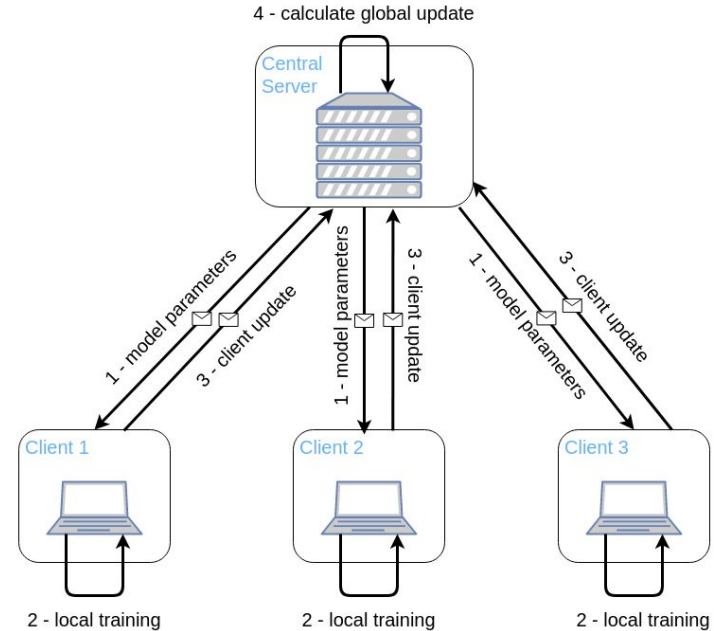 4 - calculate global update
Central
Server
1 - model parameters
3 - client update
1 - model parameters
3 - client update
1 - model parameters
3 - client update
Client 1
Client 2
Client 3
2 - local training
2 - local training
2 - local training